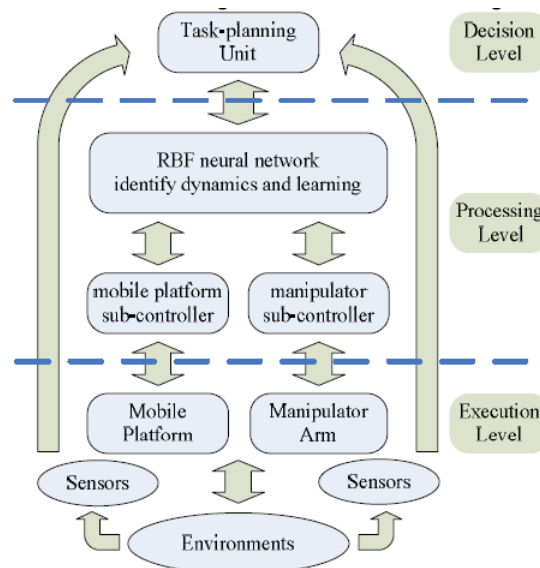 Task-planning
Unit
Decision
Level
RBF neural network
identify dynamics and learning
Processing
Level
mobile platform
sub-controller
manipulator
sub-controller
Mobile
Platform
Manipulator
Arm
Execution
Level
Sensors
Sensors
Environments